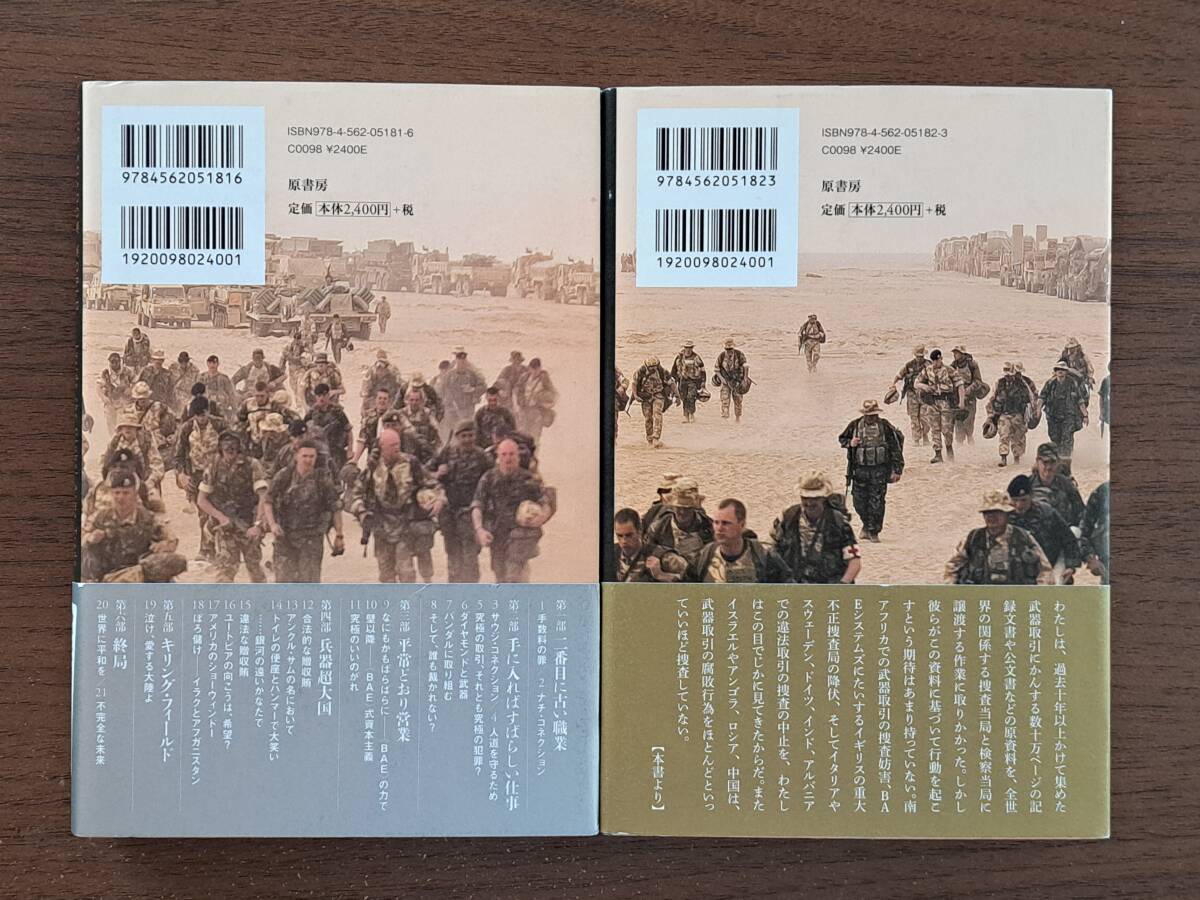 ISBN978-4-562-05181-6
C0098 ¥2400E
9784562051816
原書房
定価 本体2,400円 +税
1920098024001
第一部 二番目に古い職業
1 手数料の罪 2 ナチ・コネクション
第二部 手に入ればすばらしい仕事
3 サウジ・コネクション 4 人道を守るため
5 究極の取引、それとも究極の犯罪?
6 ダイヤモンドと武器
7 バンダルに取り組む
8 そして、誰も裁かれない?
第三部 平常どおり営業
9 なにもかもばらばらに——〈BAE〉の力で
10 壁以降——〈BAE〉式資本主義
11 究極のいいのがれ
第四部 兵器超大国
12 合法的な贈収賄
13 アンクル・サムの名において
14 トイレの便座とハンマーで大笑い
……銀河の遠いかなたで
15 違法な贈収賄
16 ユートピアの向こうは、希望?
17 アメリカのショーウィンドー
18 ぼろ儲け——イラクとアフガニスタン
第五部 キリング・フィールド
19 泣け、愛する大陸よ
第六部 終局
20 世界に平和を 21 不完全な未来
ISBN978-4-562-05182-3
C0098 ¥2400E
9784562051823
原書房
定価 本体2,400円 +税
1920098024001
わたしは、過去十年以上かけて集めた
武器取引にかんする数十万ページの記
録文書や公文書などの原資料を、全世
界の関係する捜査当局と検察当局に
譲渡する作業に取りかかった。しかし
彼らがどの資料に基づいて行動を起こ
すという期待はあまり持っていない。南
アフリカでの武器取引の捜査妨害、BA
Eシステムズにたいするイギリスの重大
不正捜査局の降伏、そしてイタリアや
スウェーデン、ドイツ、インド、アルバニア
での違法取引の捜査の中止を、わたし
はこの目でじかに見てきたからだ。また
イスラエルやアンゴラ、ロシア、中国は、
武器取引の腐敗行為をほとんどといっ
ていいほど捜査していない。
【本書より】